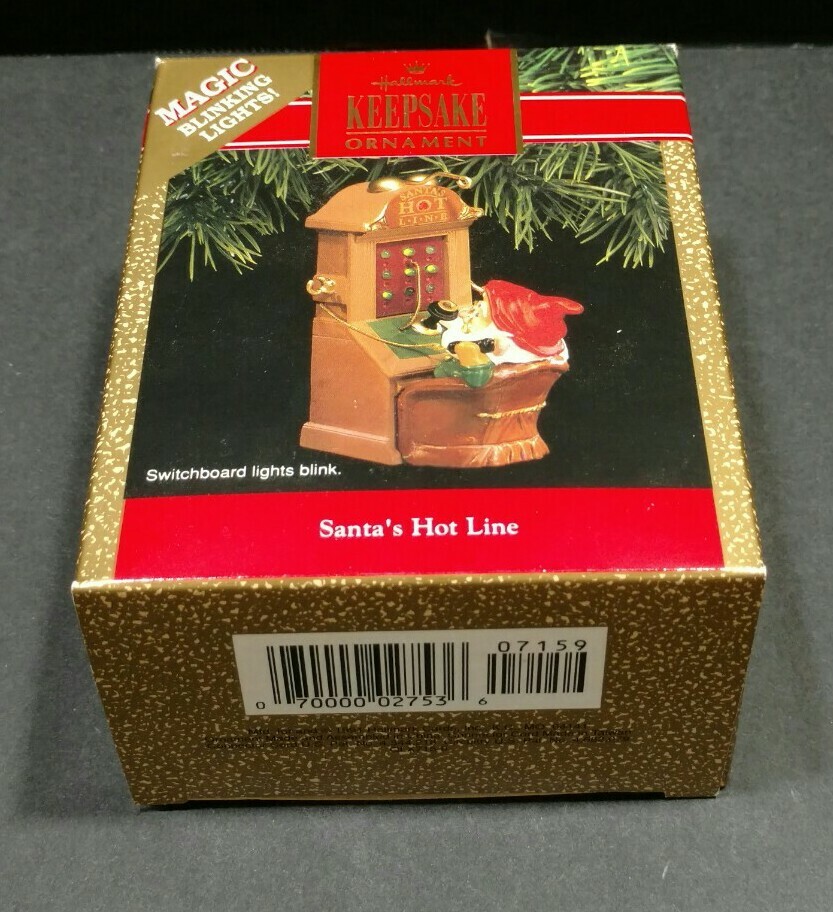 MAGIC
BLINKING
LIGHTS!
Hallmark
KEEPSAKE
ORNAMENT
SANTA'S
HOT
LINE
Switchboard lights blink.
Santa's Hot Line
07159
0 70000 02753 6